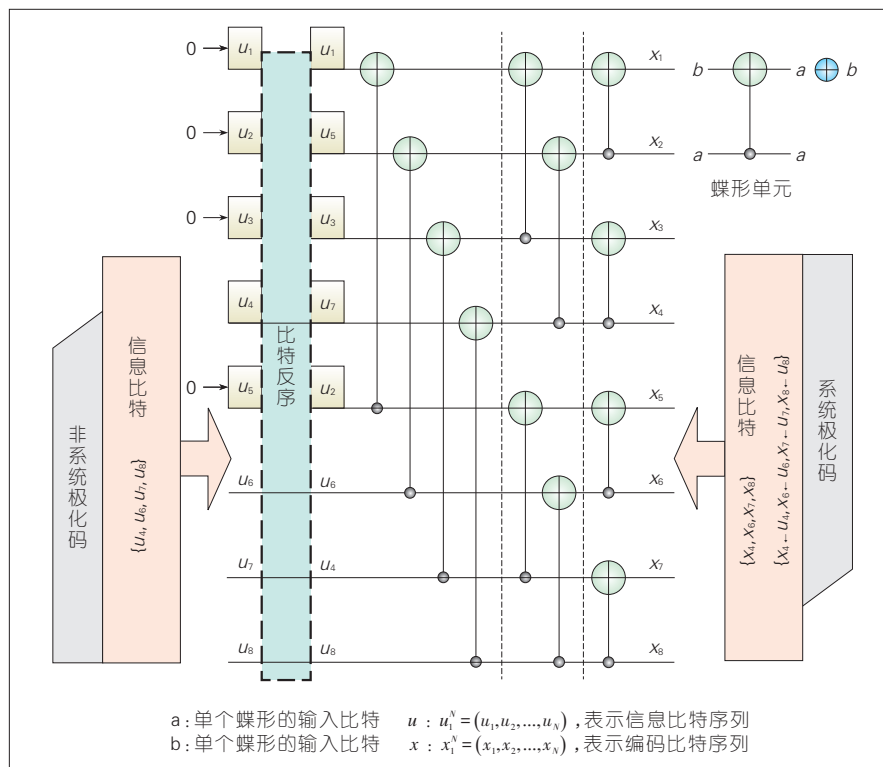 0 u₁ u₁ x₁ b a ⊕ b
0 u₂ u₅ x₂ a a
蝶形单元
0 u₃ u₃ x₃
u₄ u₇ x₄
0 u₅ u₂ x₅
u₆ u₆ x₆
u₇ u₄ x₇
u₈ u₈ x₈
比特反序
非系统极化码
信息比特
{u₄,u₆,u₇,u₈}
信息比特
{x₄,x₆,x₇,x₈}
{x₄←u₄,x₆←u₆,x₇←u₇,x₈←u₈}
系统极化码
a:单个蝶形的输入比特 u : u₁ᴺ=(u₁,u₂,...,u_N) ,表示信息比特序列
b:单个蝶形的输入比特 x : x₁ᴺ=(x₁,x₂,...,x_N) ,表示编码比特序列